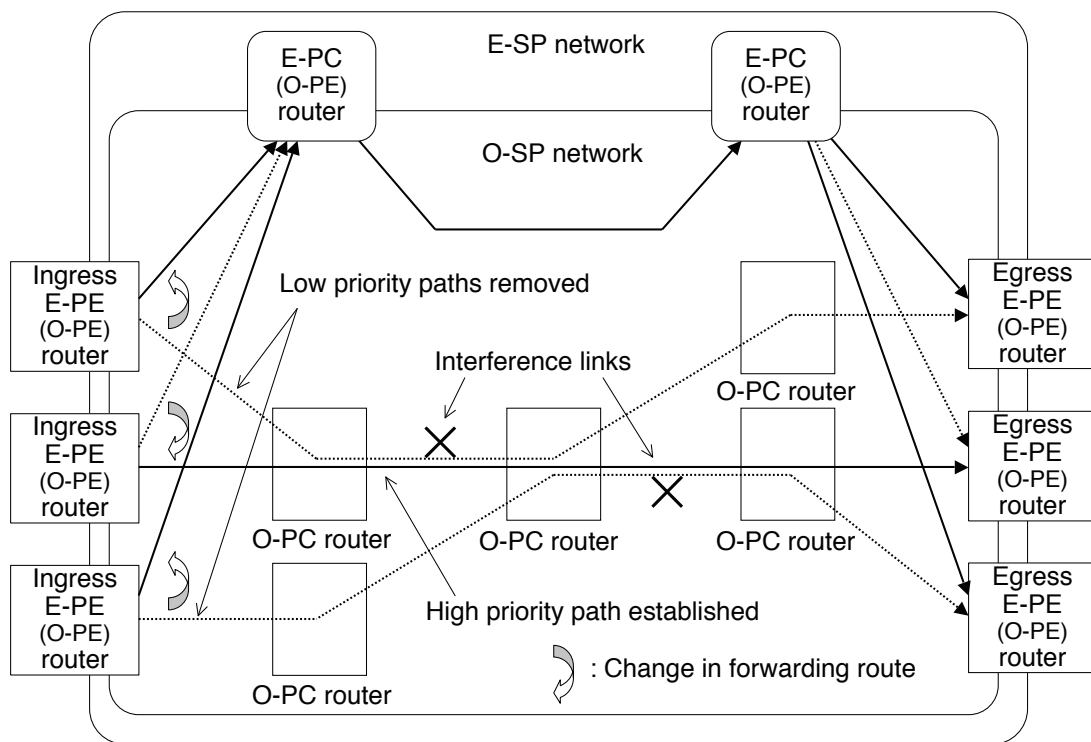 E-SP network
E-PC
(O-PE)
router
E-PC
(O-PE)
router
O-SP network
Ingress
E-PE
(O-PE)
router
Low priority paths removed
Egress
E-PE
(O-PE)
router
Interference links
O-PC router
Ingress
E-PE
(O-PE)
router
Egress
E-PE
(O-PE)
router
O-PC router
O-PC router
O-PC router
Ingress
E-PE
(O-PE)
router
High priority path established
Egress
E-PE
(O-PE)
router
O-PC router
: Change in forwarding route